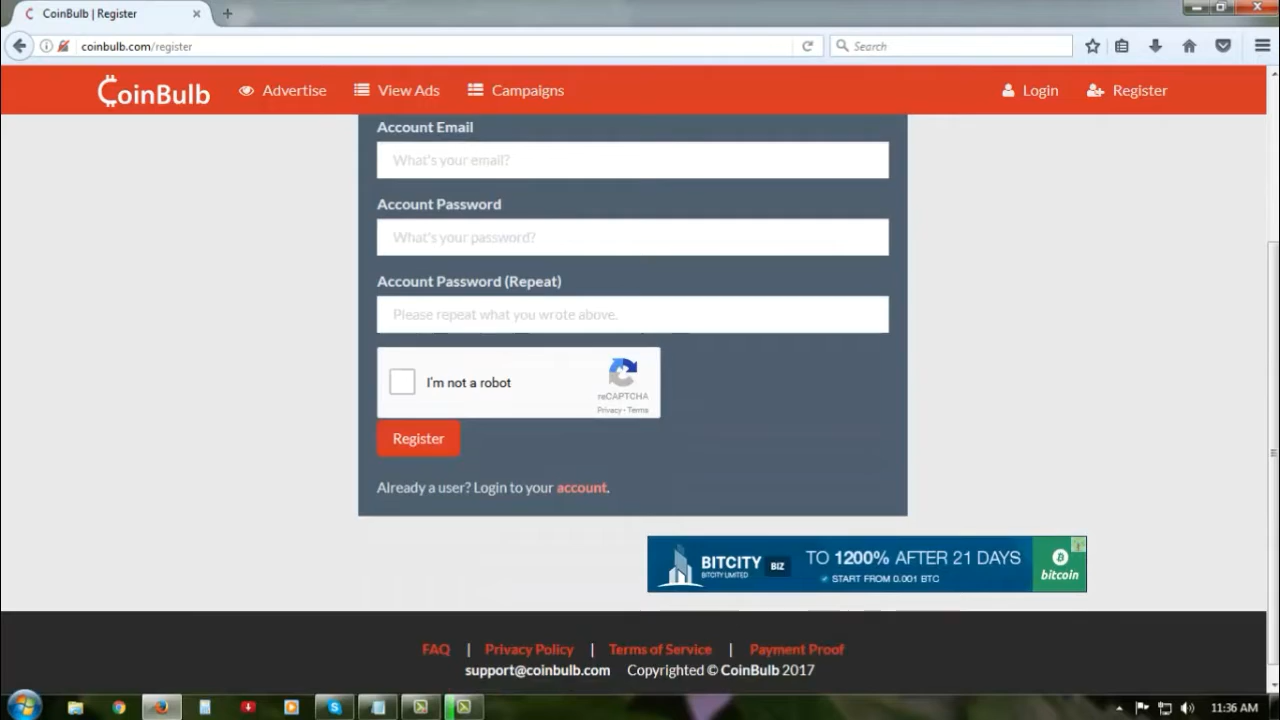 CoinBulb | Register
coinbulb.com/register
Search
CoinBulb
Advertise
View Ads
Campaigns
Login
Register
Account Email
What's your email?
Account Password
What's your password?
Account Password (Repeat)
Please repeat what you wrote above.
I'm not a robot
reCAPTCHA
Privacy - Terms
Register
Already a user? Login to your account.
BITCITY BIZ
BITCITY LIMITED
TO 1200% AFTER 21 DAYS
START FROM 0.001 BTC
bitcoin
FAQ | Privacy Policy | Terms of Service | Payment Proof
support@coinbulb.com Copyrighted © CoinBulb 2017
11:36 AM